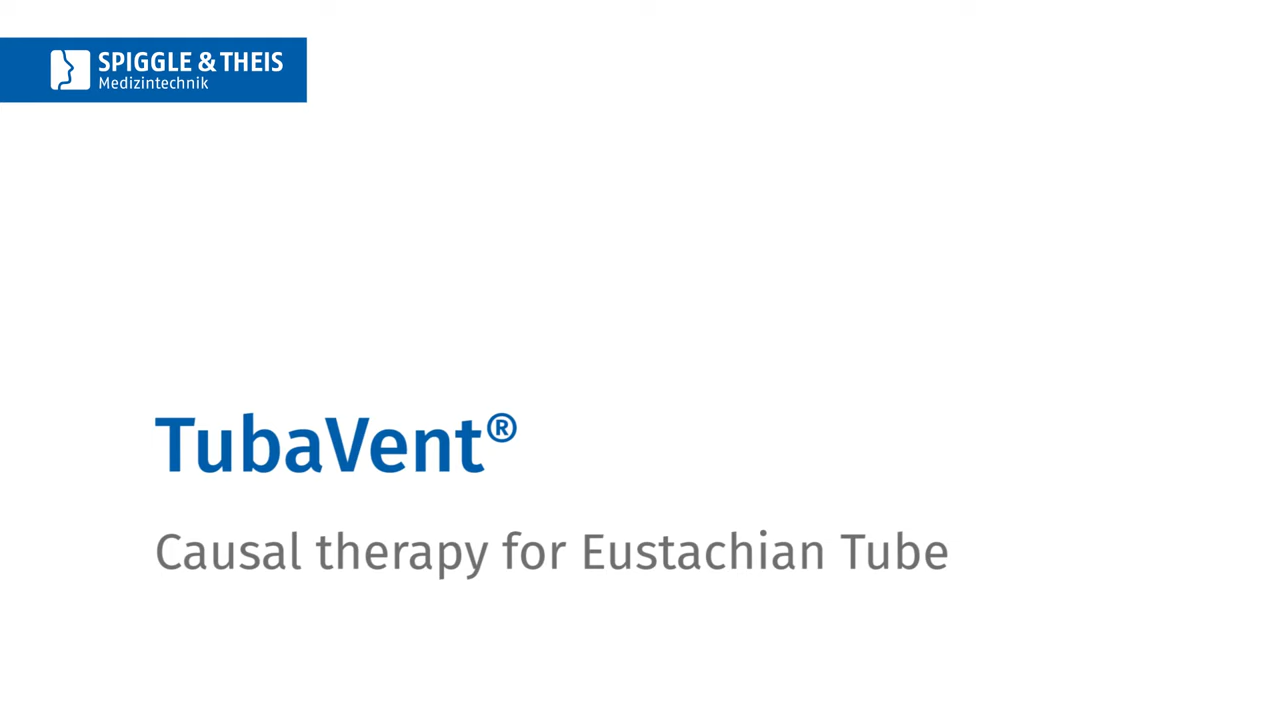 SPIGGLE & THEIS
Medizintechnik
TubaVent®
Causal therapy for Eustachian Tube